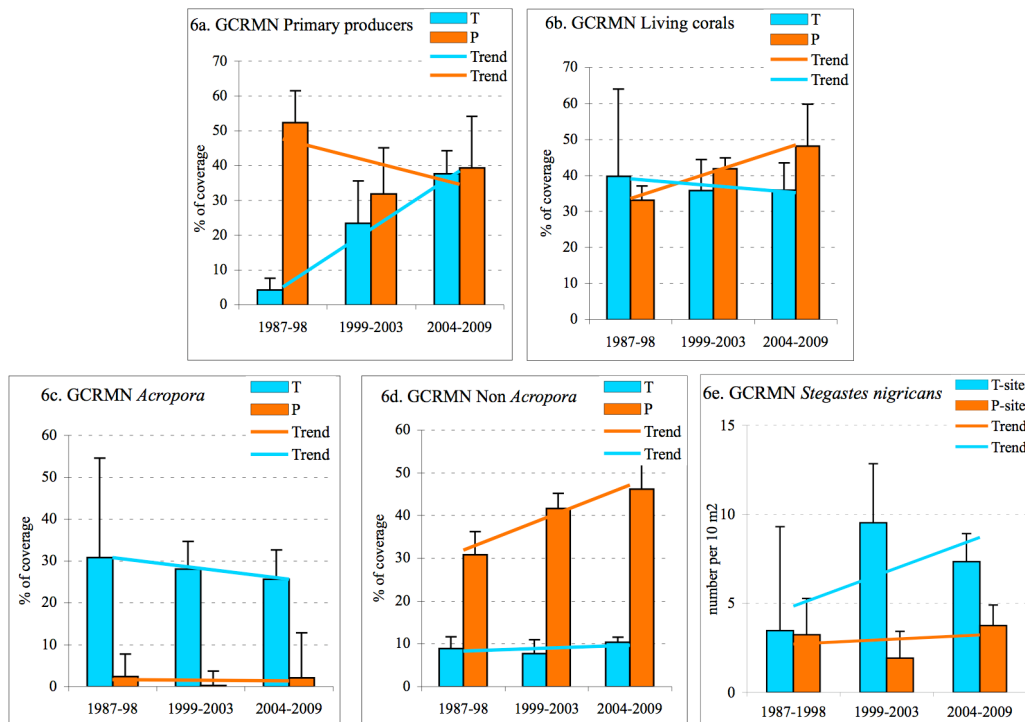 6a. GCRMN Primary producers
T
P
Trend
Trend
70
60
50
40
30
20
10
0
% of coverage
1987-98 1999-2003 2004-2009
6b. GCRMN Living corals
T
P
Trend
Trend
70
60
50
40
30
20
10
0
% of coverage
1987-98 1999-2003 2004-2009
6c. GCRMN Acropora
T
P
Trend
Trend
60
50
40
30
20
10
0
% of coverage
1987-98 1999-2003 2004-2009
6d. GCRMN Non Acropora
T
P
Trend
Trend
60
50
40
30
20
10
0
% of coverage
1987-98 1999-2003 2004-2009
6e. GCRMN Stegastes nigricans
T-site
P-site
Trend
Trend
15
10
5
0
number per 10 m2
1987-1998 1999-2003 2004-2009